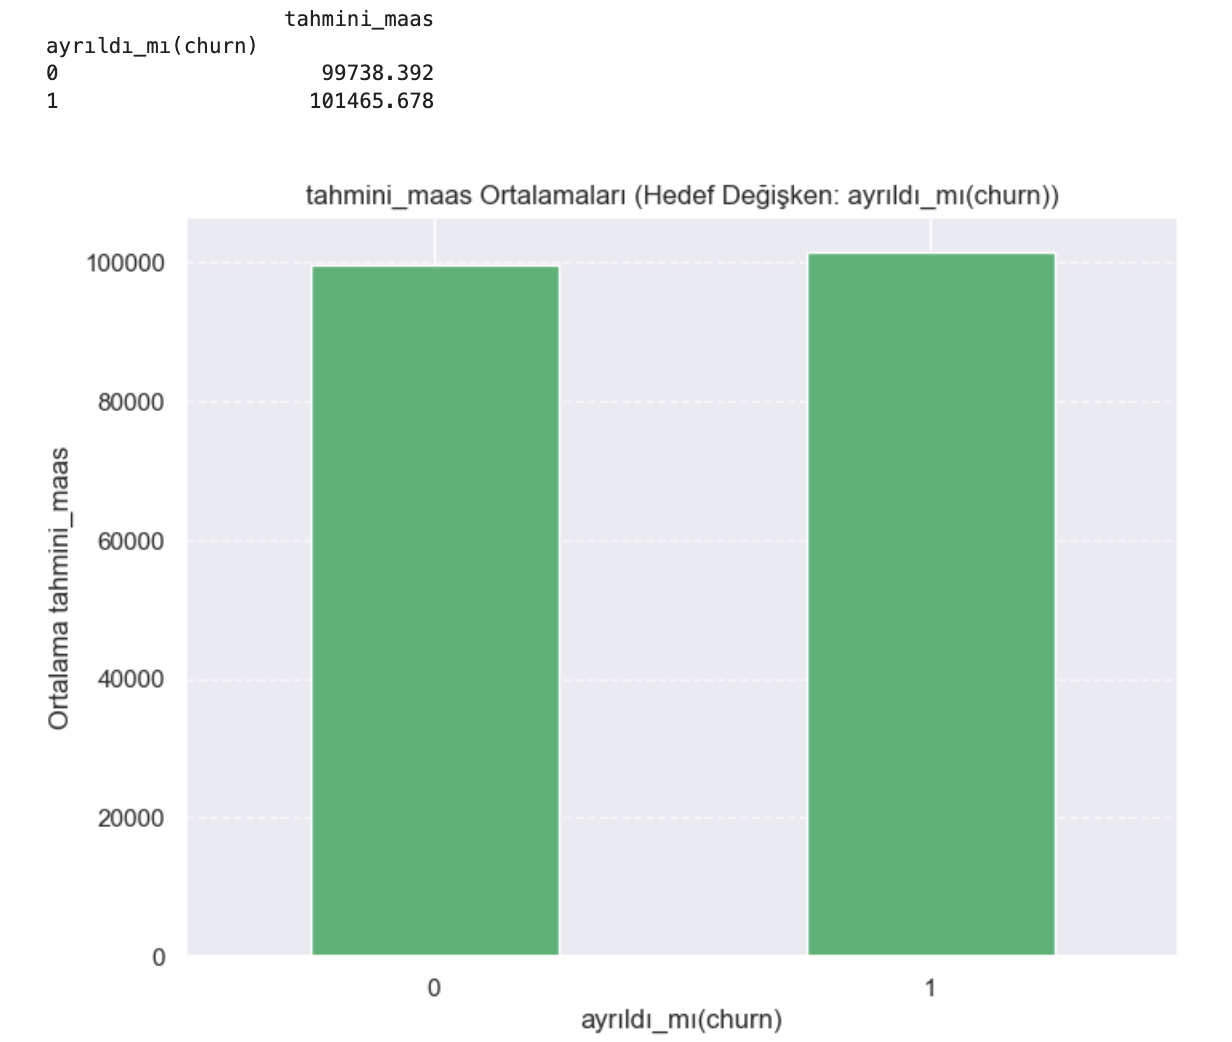 tahmini_maas
ayrıldı_mı(churn)
0 99738.392
1 101465.678
tahmini_maas Ortalamaları (Hedef Değişken: ayrıldı_mı(churn))
100000
80000
60000
40000
20000
0
Ortalama tahmini_maas
0 1
ayrıldı_mı(churn)